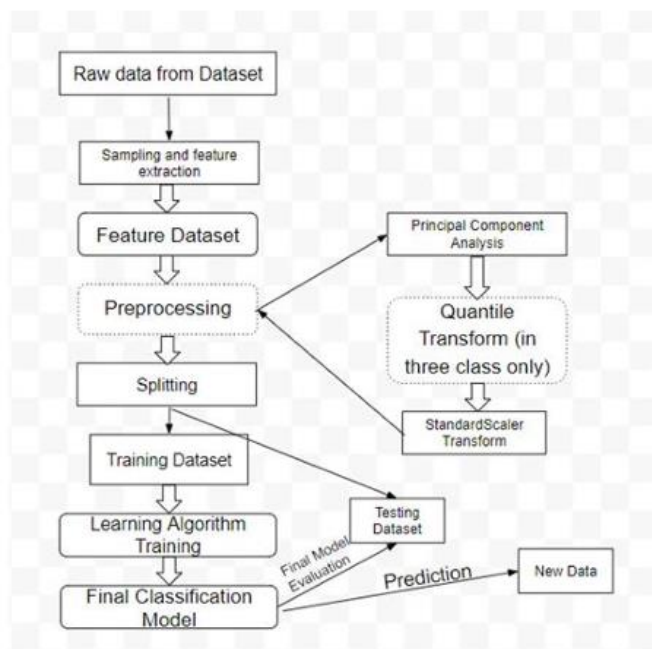 Raw data from Dataset
Sampling and feature
extraction
Feature Dataset
Preprocessing
Splitting
Training Dataset
Learning Algorithm
Training
Final Classification
Model
Principal Component
Analysis
Quantile
Transform (in
three class only)
StandardScaler
Transform
Testing
Dataset
Final Model
Evaluation
Prediction
New Data